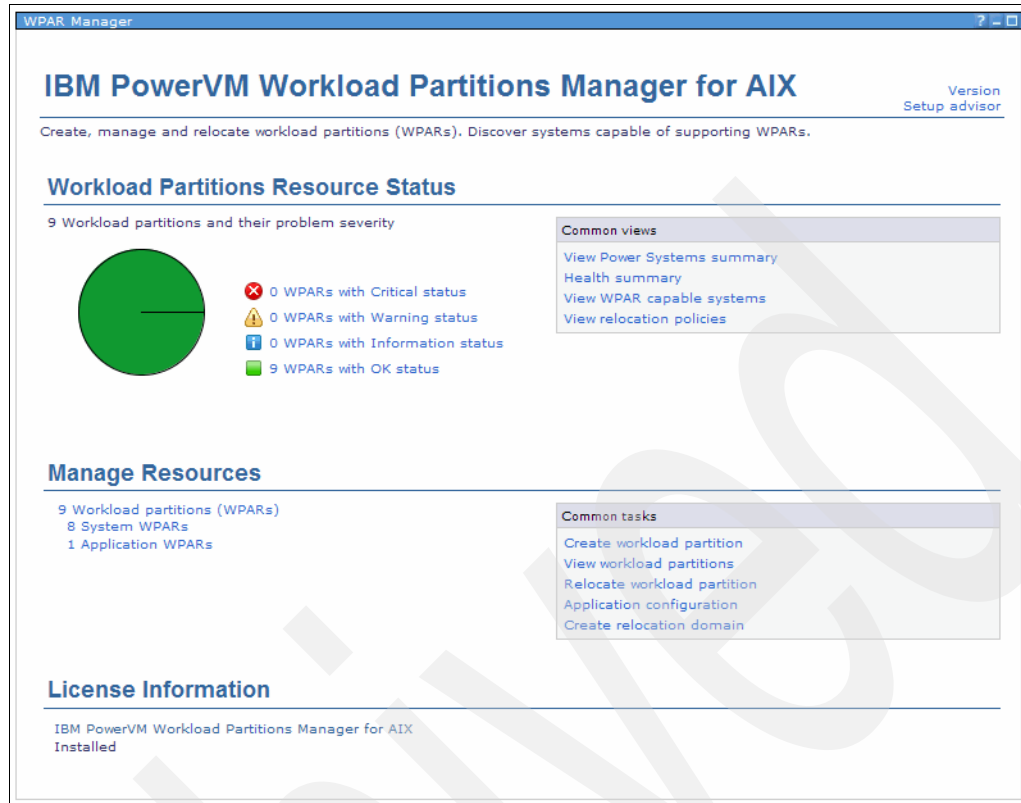 WPAR Manager
IBM PowerVM Workload Partitions Manager for AIX
Version
Setup advisor
Create, manage and relocate workload partitions (WPARs). Discover systems capable of supporting WPARs.
Workload Partitions Resource Status
9 Workload partitions and their problem severity
0 WPARs with Critical status
0 WPARs with Warning status
0 WPARs with Information status
9 WPARs with OK status
Common views
View Power Systems summary
Health summary
View WPAR capable systems
View relocation policies
Manage Resources
9 Workload partitions (WPARs)
8 System WPARs
1 Application WPARs
Common tasks
Create workload partition
View workload partitions
Relocate workload partition
Application configuration
Create relocation domain
License Information
IBM PowerVM Workload Partitions Manager for AIX
Installed